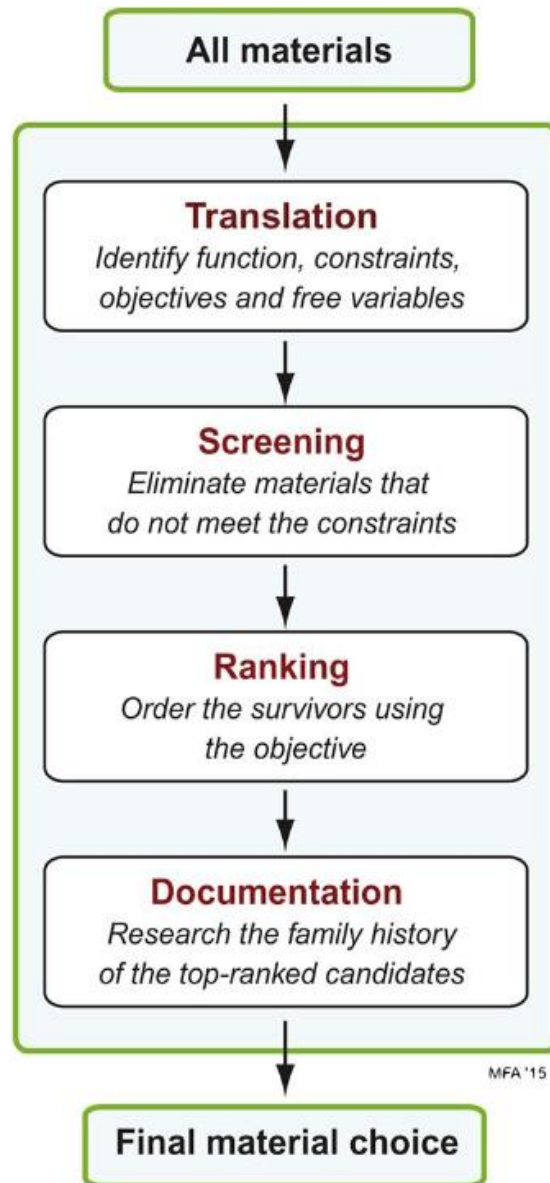 All materials
Translation
Identify function, constraints,
objectives and free variables
Screening
Eliminate materials that
do not meet the constraints
Ranking
Order the survivors using
the objective
Documentation
Research the family history
of the top-ranked candidates
MFA '15
Final material choice